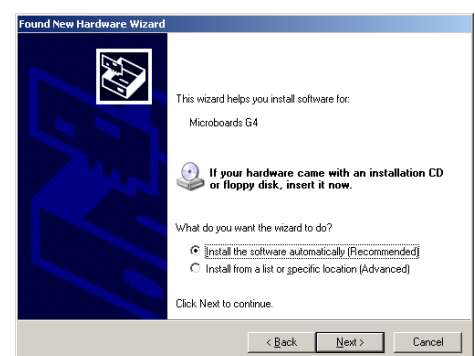 Found New Hardware Wizard
This wizard helps you install software for:
Microboards G4
If your hardware came with an installation CD
or floppy disk, insert it now.
What do you want the wizard to do?
Install the software automatically (Recommended)
Install from a list or specific location (Advanced)
Click Next to continue.
< Back Next > Cancel